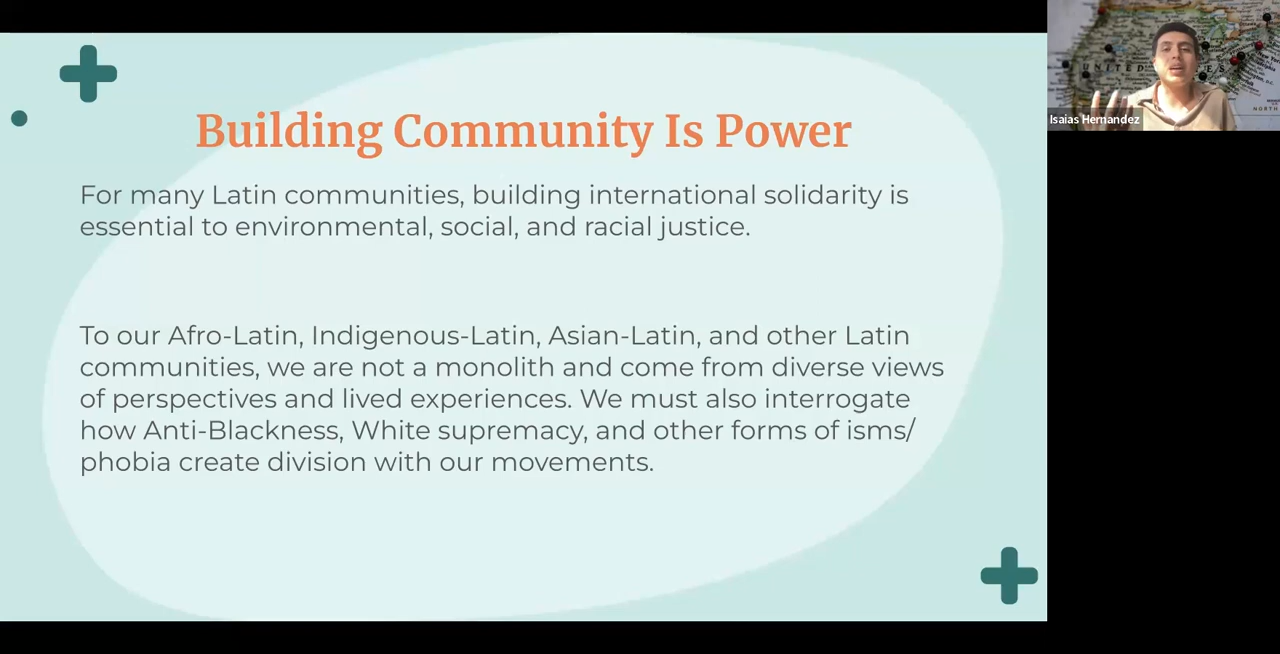 Building Community Is Power
For many Latin communities, building international solidarity is
essential to environmental, social, and racial justice.
To our Afro-Latin, Indigenous-Latin, Asian-Latin, and other Latin
communities, we are not a monolith and come from diverse views
of perspectives and lived experiences. We must also interrogate
how Anti-Blackness, White supremacy, and other forms of isms/
phobia create division with our movements.
UNITED
ES
Isaias Hernandez